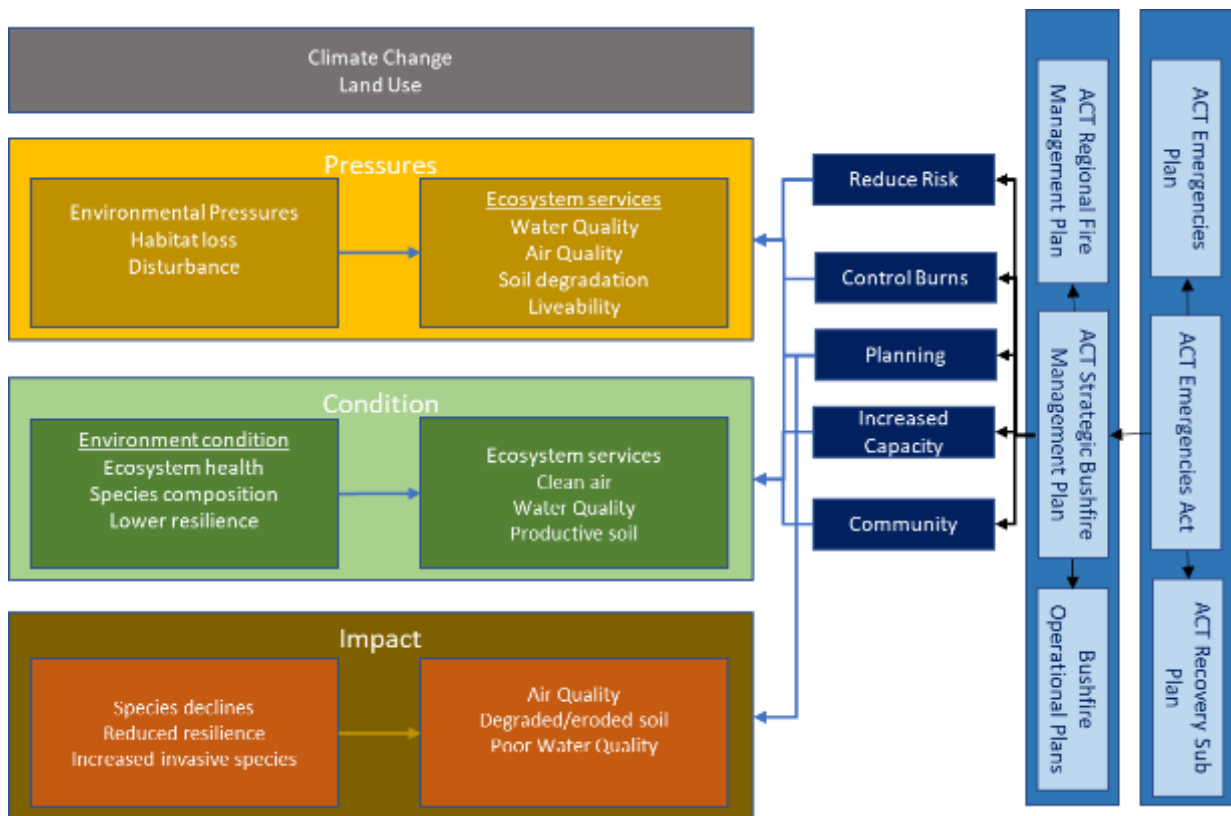 Climate Change
Land Use
Pressures
Environmental Pressures
Habitat loss
Disturbance
Ecosystem services
Water Quality
Air Quality
Soil degradation
Liveability
Condition
Environment condition
Ecosystem health
Species composition
Lower resilience
Ecosystem services
Clean air
Water Quality
Productive soil
Impact
Species declines
Reduced resilience
Increased invasive species
Air Quality
Degraded/eroded soil
Poor Water Quality
Reduce Risk
Control Burns
Planning
Increased
Capacity
Community
ACT Regional Fire
Management Plan
ACT Strategic Bushfire
Management Plan
Bushfire
Operational Plans
ACT Emergencies
Plan
ACT Emergencies Act
ACT Recovery Sub
Plan